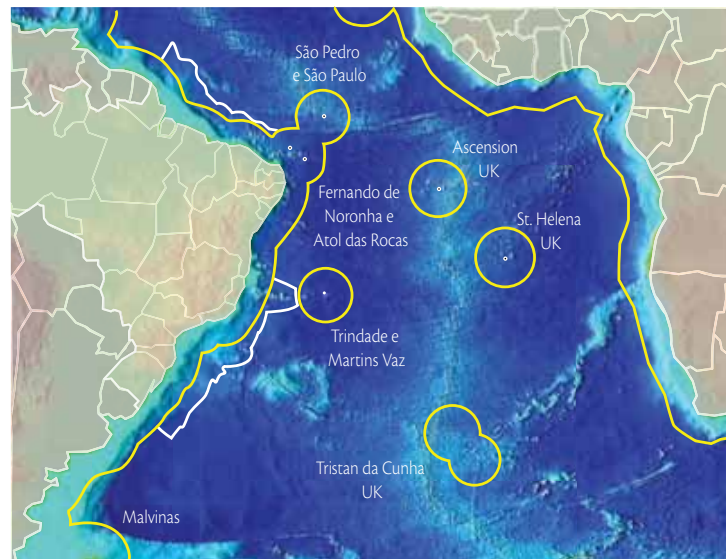 São Pedro
e São Paulo
Ascension
UK
Fernando de
Noronha e
Atol das Rocas
St. Helena
UK
Trindade e
Martins Vaz
Tristan da Cunha
UK
Malvinas